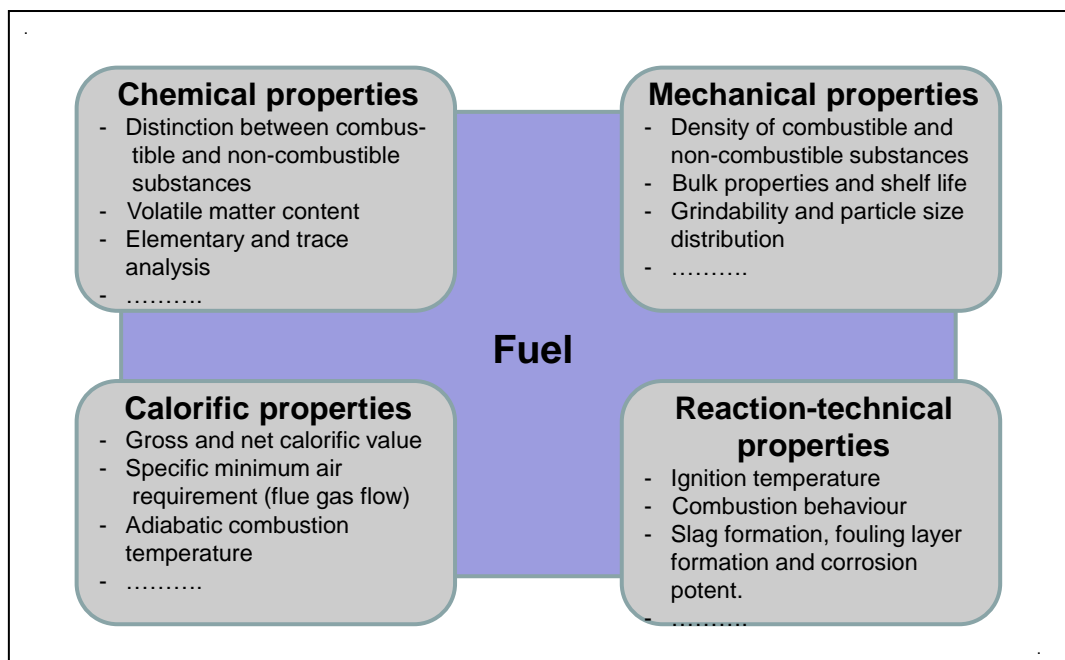 Chemical properties
- Distinction between combus-
tible and non-combustible
substances
- Volatile matter content
- Elementary and trace
analysis
- ……….
Mechanical properties
- Density of combustible and
non-combustible substances
- Bulk properties and shelf life
- Grindability and particle size
distribution
- ……….
Fuel
Calorific properties
- Gross and net calorific value
- Specific minimum air
requirement (flue gas flow)
- Adiabatic combustion
temperature
- ……….
Reaction-technical
properties
- Ignition temperature
- Combustion behaviour
- Slag formation, fouling layer
formation and corrosion
potent.
- ……….